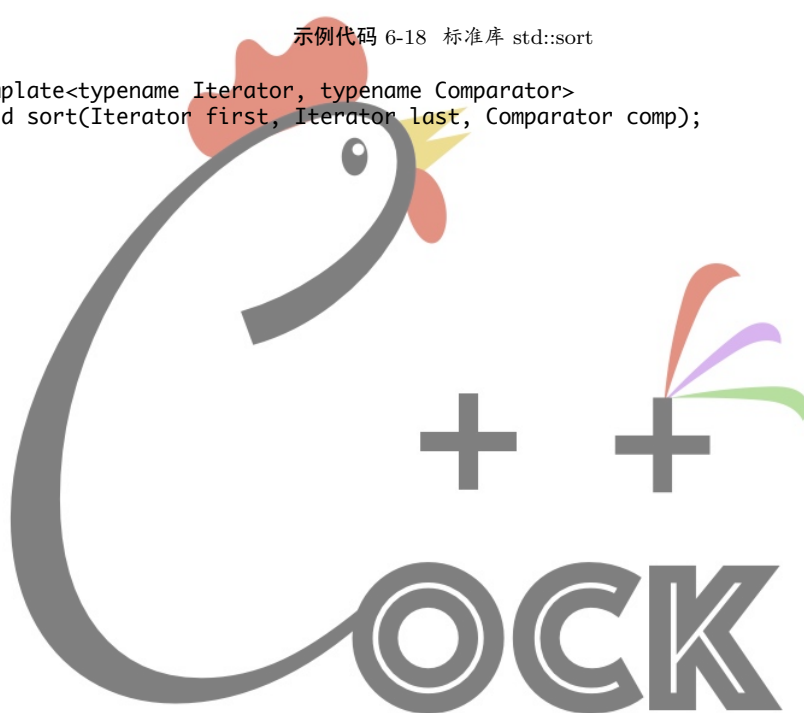 示例代码 6-18 标准库 std::sort
plate<typename Iterator, typename Comparator>
d sort(Iterator first, Iterator last, Comparator comp);
C++
OCK